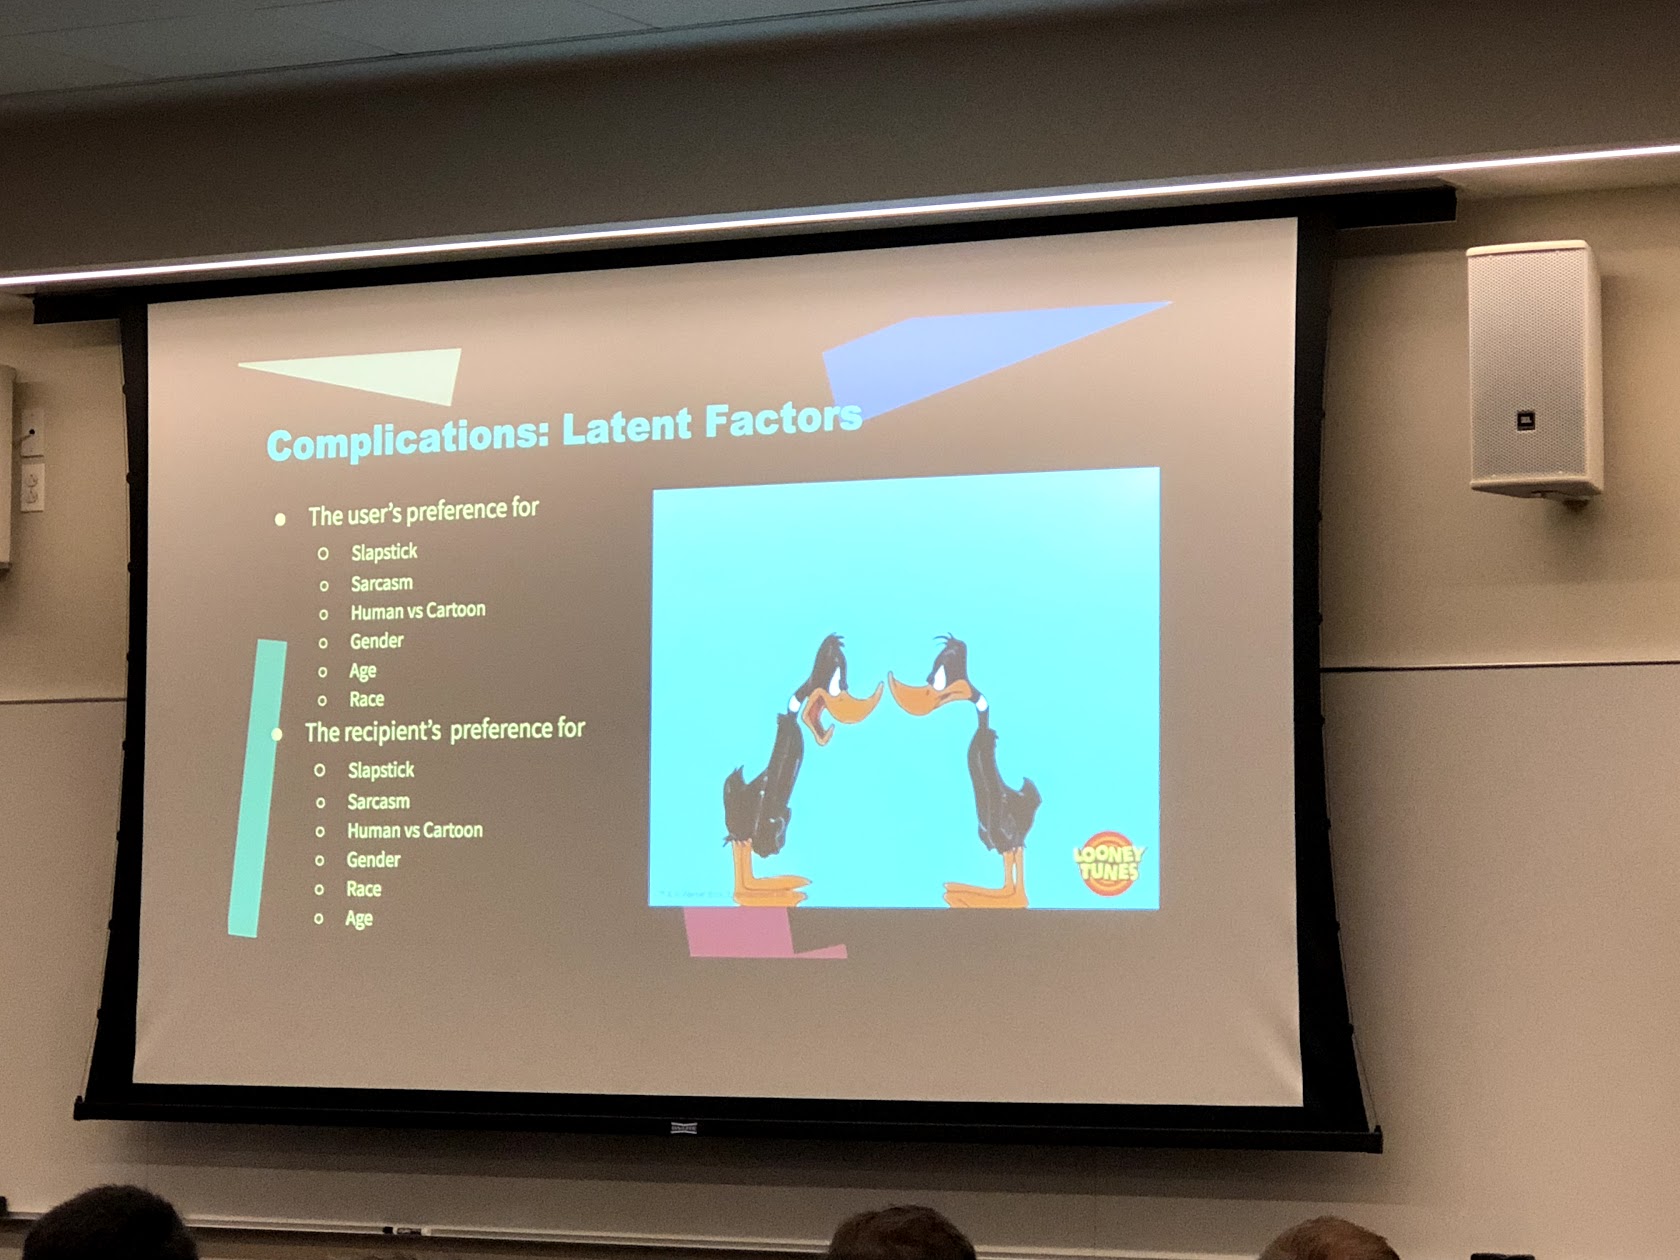 Complications: Latent Factors
● The user's preference for
○ Slapstick
○ Sarcasm
○ Human vs Cartoon
○ Gender
○ Age
○ Race
● The recipient's preference for
○ Slapstick
○ Sarcasm
○ Human vs Cartoon
○ Gender
○ Race
○ Age
LOONEY
TUNES
JBL